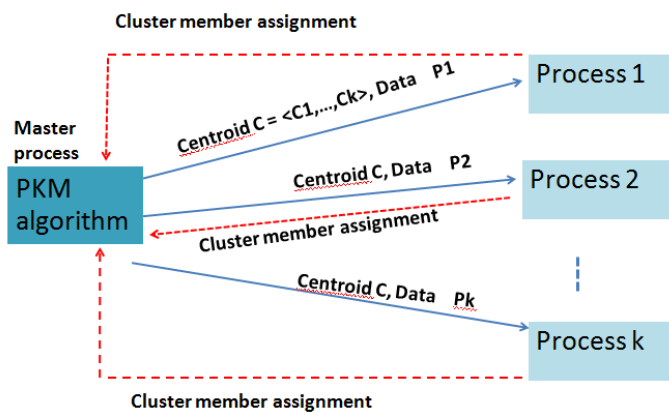 Cluster member assignment
Process 1
Centroid C = <C1,...,Ck>, Data P1
Master
process
PKM
algorithm
Centroid C, Data P2
Process 2
Cluster member assignment
Centroid C, Data Pk
Process k
Cluster member assignment